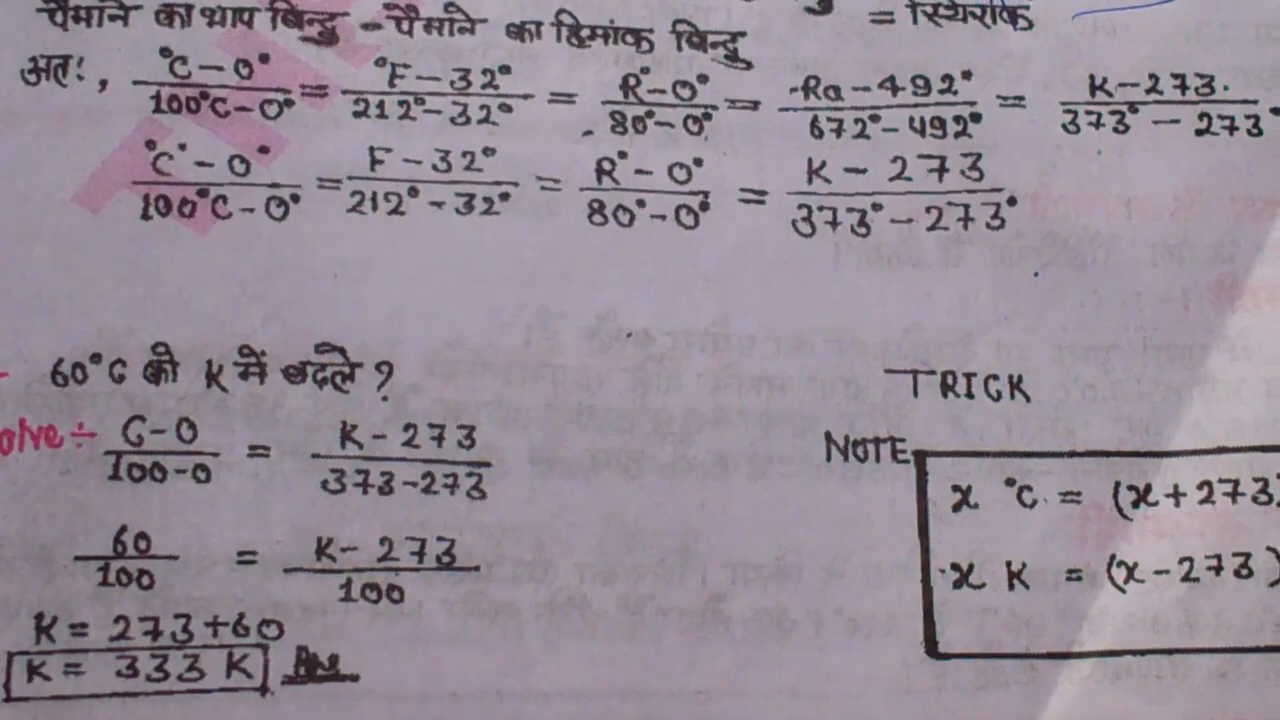 पैमाने का भाप बिन्दु - पैमाने का हिमांक बिन्दु = स्थिरांक
अतः, °C-0°/100°C-0° = °F-32°/212°-32° = R°-0°/80°-0° = Ra-492°/672°-492° = K-273/373°-273
°C-0°/100°C-0° = F-32°/212°-32° = R°-0°/80°-0° = K-273/373°-273°
60°C को K में बदले ?
olve÷ C-0/100-0 = K-273/373-273
60/100 = K-273/100
K = 273+60
K = 333 K Ans
TRICK
NOTE
x °C = (x+273)
x K = (x-273)